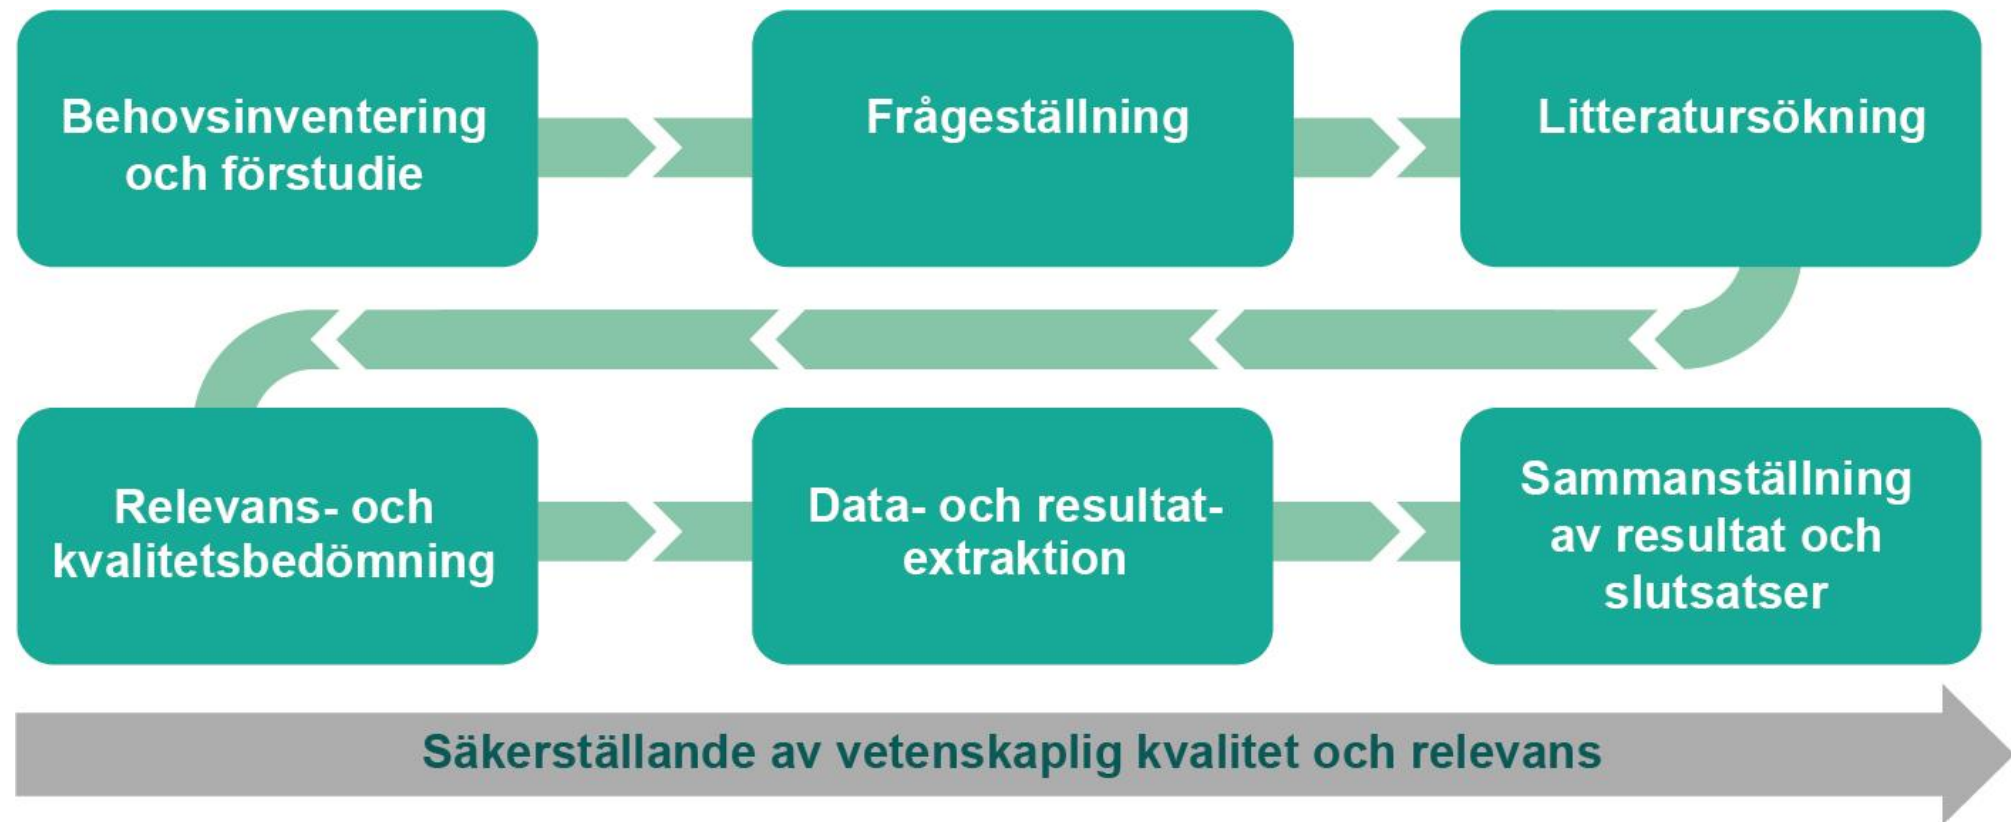 Behovsinventering
och förstudie
Frågeställning
Litteratursökning
Relevans- och
kvalitetsbedömning
Data- och resultat-
extraktion
Sammanställning
av resultat och
slutsatser
Säkerställande av vetenskaplig kvalitet och relevans